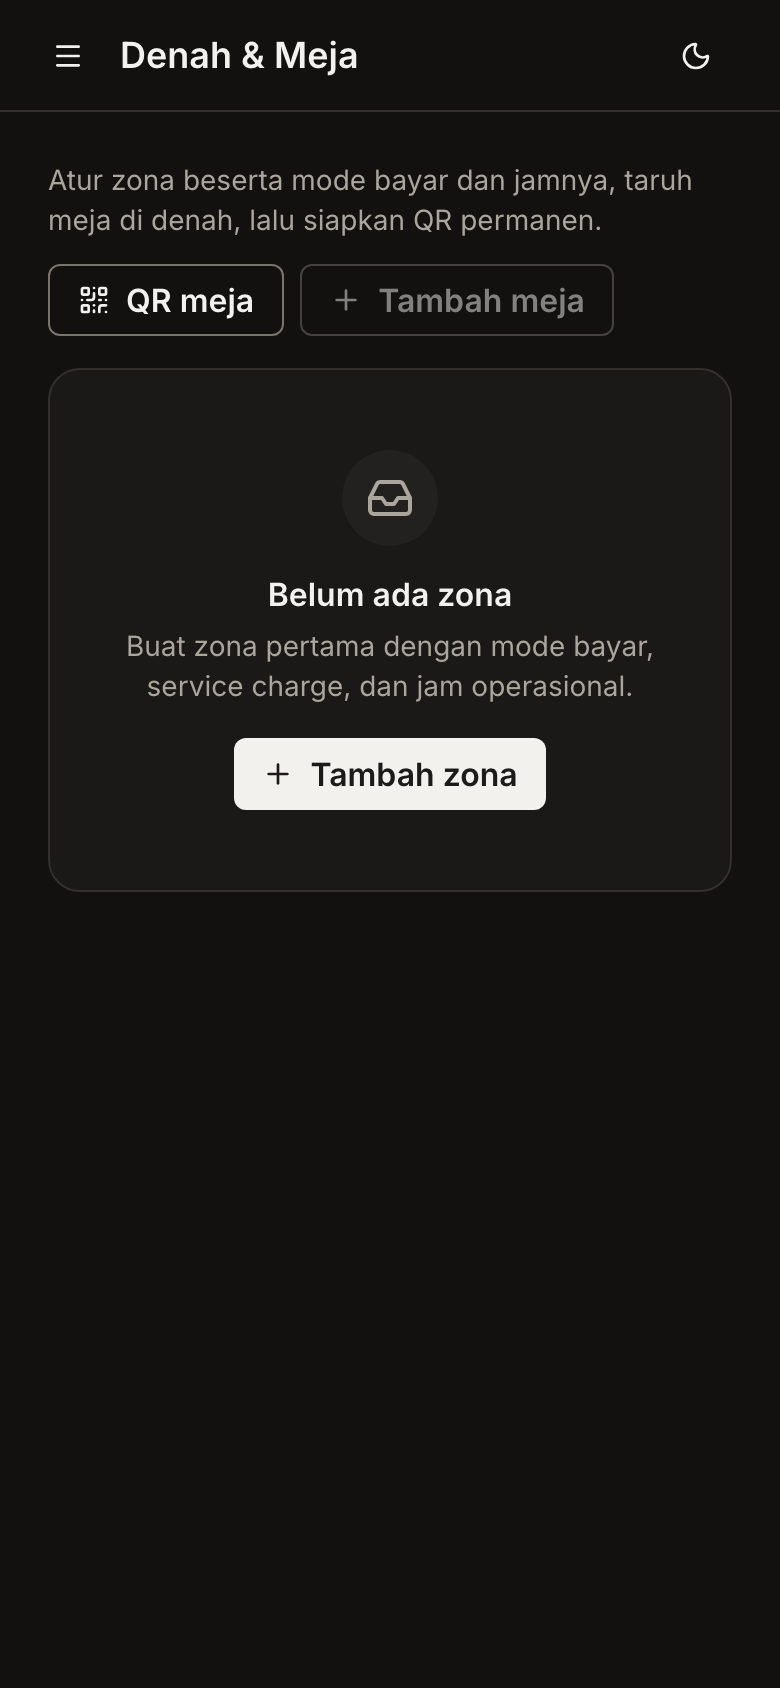 Denah & Meja
Atur zona beserta mode bayar dan jamnya, taruh
meja di denah, lalu siapkan QR permanen.
QR meja
Tambah meja
Belum ada zona
Buat zona pertama dengan mode bayar,
service charge, dan jam operasional.
Tambah zona